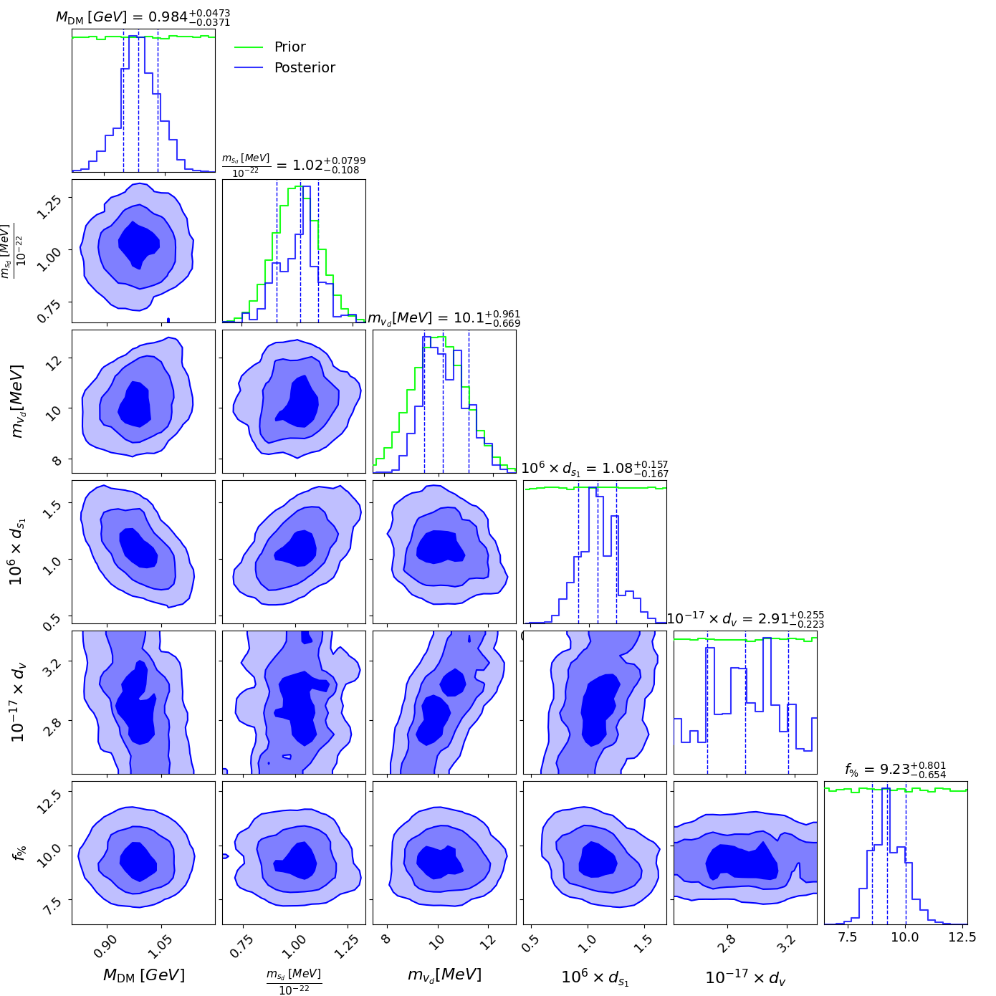 M_DM [GeV] = 0.984^{+0.0473}_{-0.0371}
Prior
Posterior
\frac{m_{s_d} [MeV]}{10^{-22}} = 1.02^{+0.0799}_{-0.108}
\frac{m_{s_d} [MeV]}{10^{-22}}
1.25
1.00
0.75
m_{v_d}[MeV] = 10.1^{+0.961}_{-0.669}
m_{v_d}[MeV]
12
10
8
10^6 × d_{s_1} = 1.08^{+0.157}_{-0.167}
10^6 × d_{s_1}
1.5
1.0
0.5
10^{-17} × d_v = 2.91^{+0.255}_{-0.223}
10^{-17} × d_v
3.2
2.8
f_% = 9.23^{+0.801}_{-0.654}
f_%
12.5
10.0
7.5
0.90 1.05 0.75 1.00 1.25 8 10 12 0.5 1.0 1.5 2.8 3.2 7.5 10.0 12.5
M_DM [GeV] \frac{m_{s_d} [MeV]}{10^{-22}} m_{v_d}[MeV] 10^6 × d_{s_1} 10^{-17} × d_v